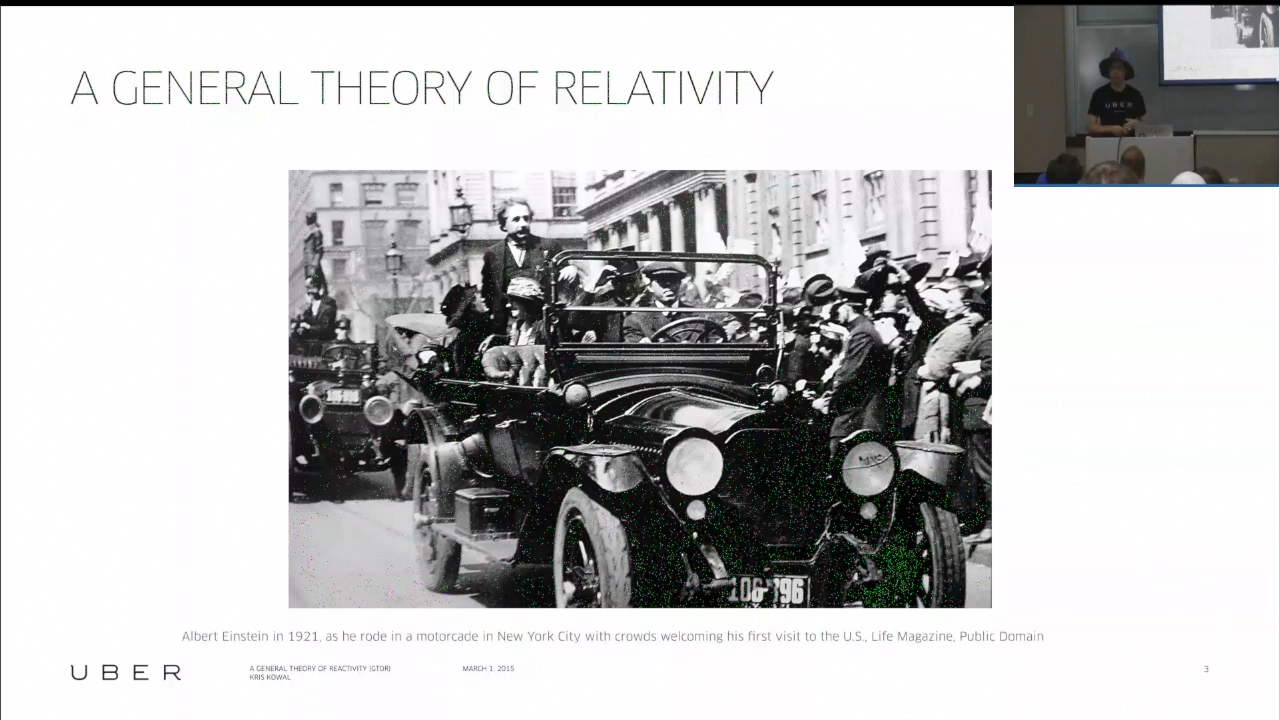 A GENERAL THEORY OF RELATIVITY
UBER
Albert Einstein in 1921, as he rode in a motorcade in New York City with crowds welcoming his first visit to the U.S., Life Magazine, Public Domain
UBER
A GENERAL THEORY OF REACTIVITY (GTOR)
KRIS KOWAL
MARCH 1, 2015
3